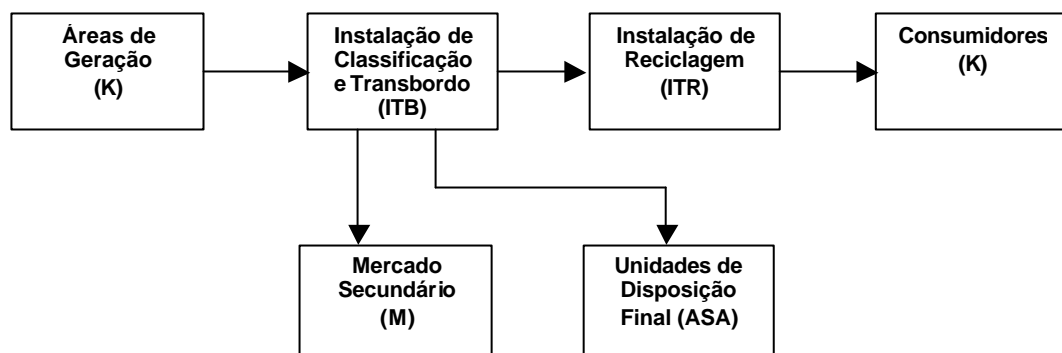 Áreas de
Geração
(K)
Instalação de
Classificação
e Transbordo
(ITB)
Instalação de
Reciclagem
(ITR)
Consumidores
(K)
Mercado
Secundário
(M)
Unidades de
Disposição
Final (ASA)